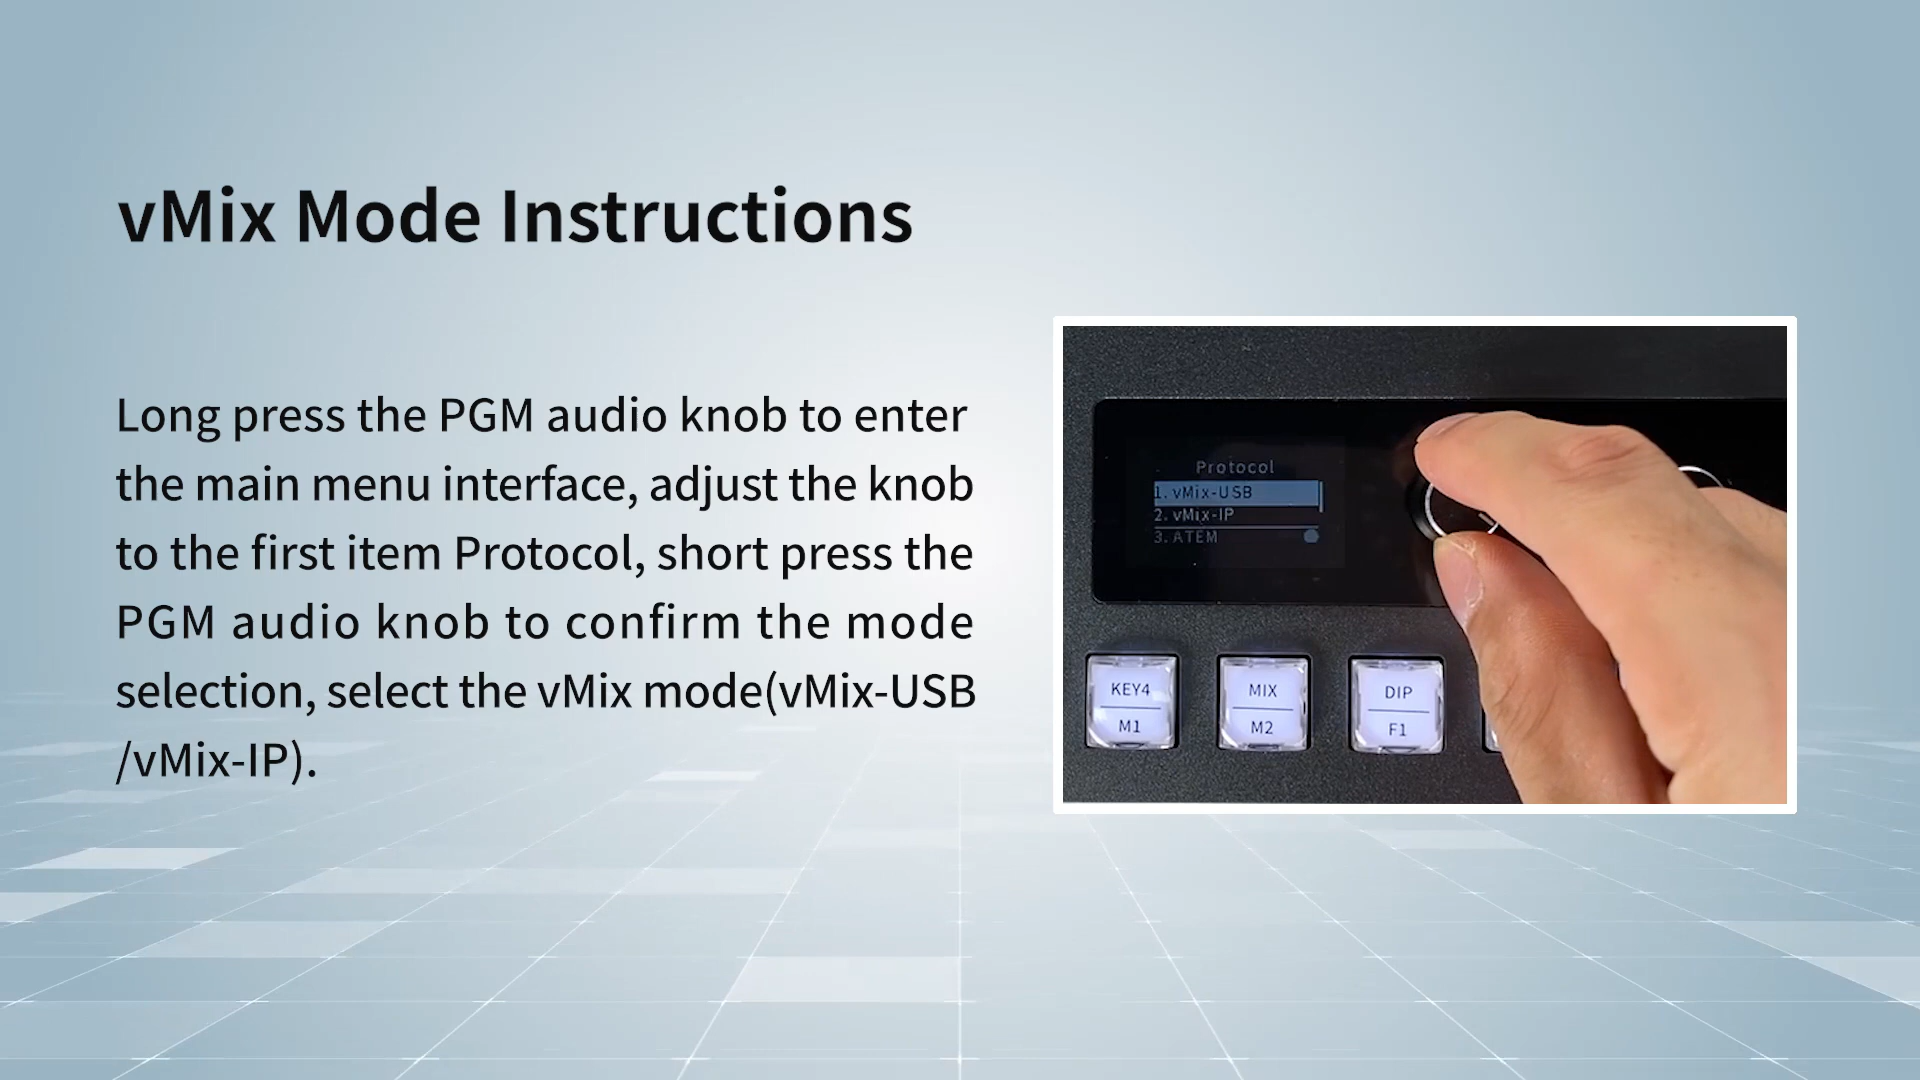 vMix Mode Instructions
Long press the PGM audio knob to enter
the main menu interface, adjust the knob
to the first item Protocol, short press the
PGM audio knob to confirm the mode
selection, select the vMix mode(vMix-USB
/vMix-IP).
Protocol
1. vMix-USB
2. vMix-IP
3. ATEM
KEY4
M1
MIX
M2
DIP
F1